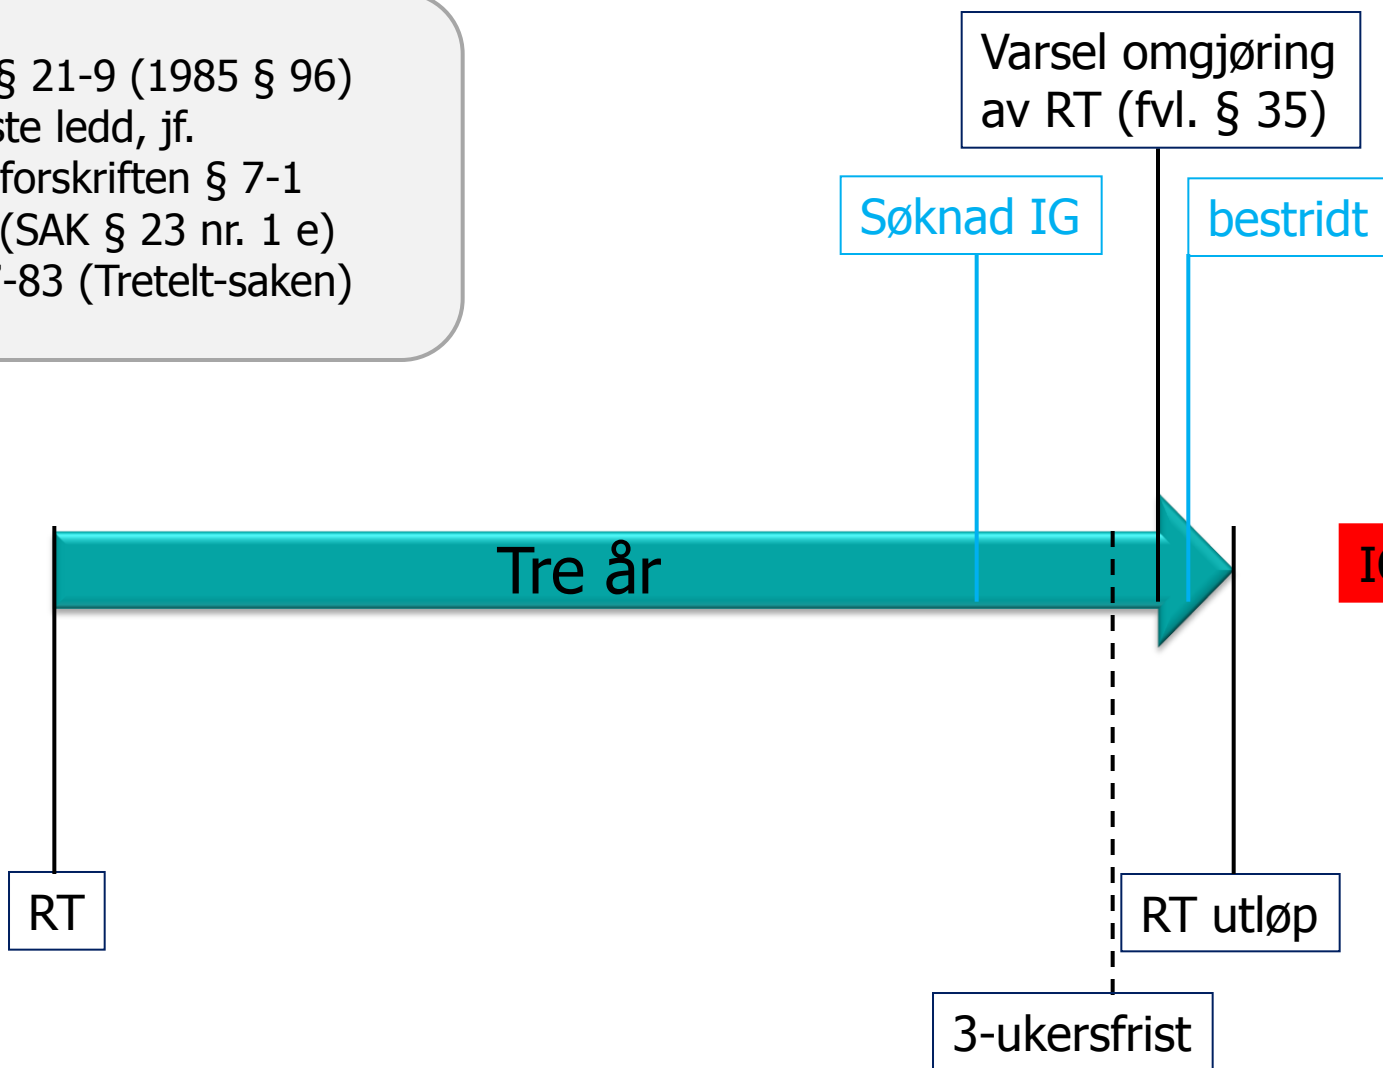 § 21-9 (1985 § 96)
ste ledd, jf.
forskriften § 7-1
(SAK § 23 nr. 1 e)
-83 (Tretelt-saken)
Varsel omgjøring
av RT (fvl. § 35)
Søknad IG
bestridt
Tre år
RT
RT utløp
3-ukersfrist